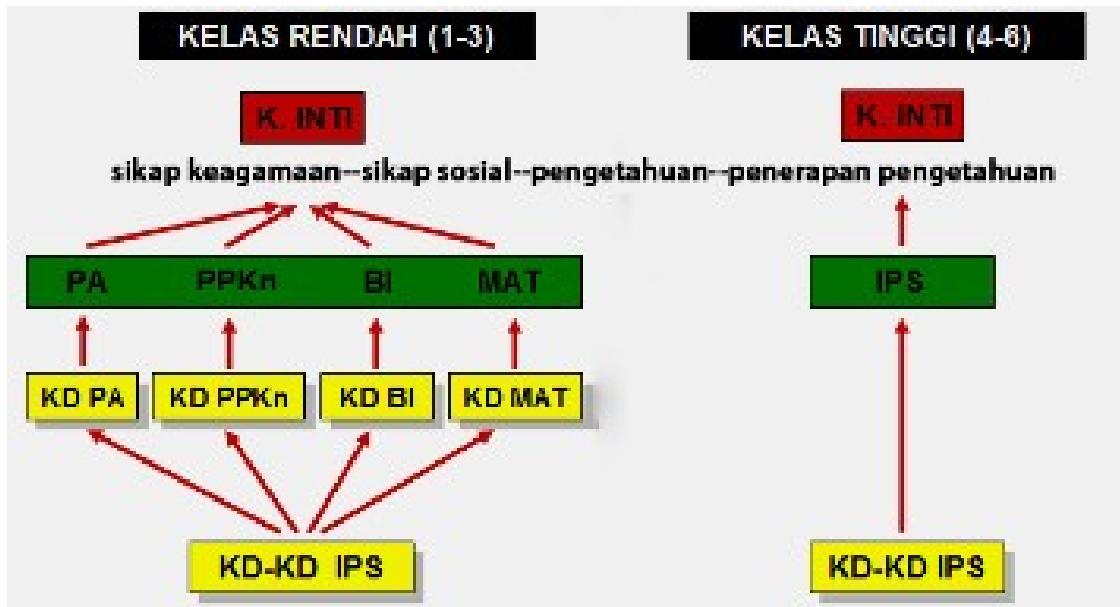 KELAS RENDAH (1-3)
KELAS TINGGI (4-6)
K. INTI
K. INTI
sikap keagamaan--sikap sosial--pengetahuan--penerapan pengetahuan
PA PPKn BI MAT
IPS
KD PA
KD PPKn
KD BI
KD MAT
KD-KD IPS
KD-KD IPS